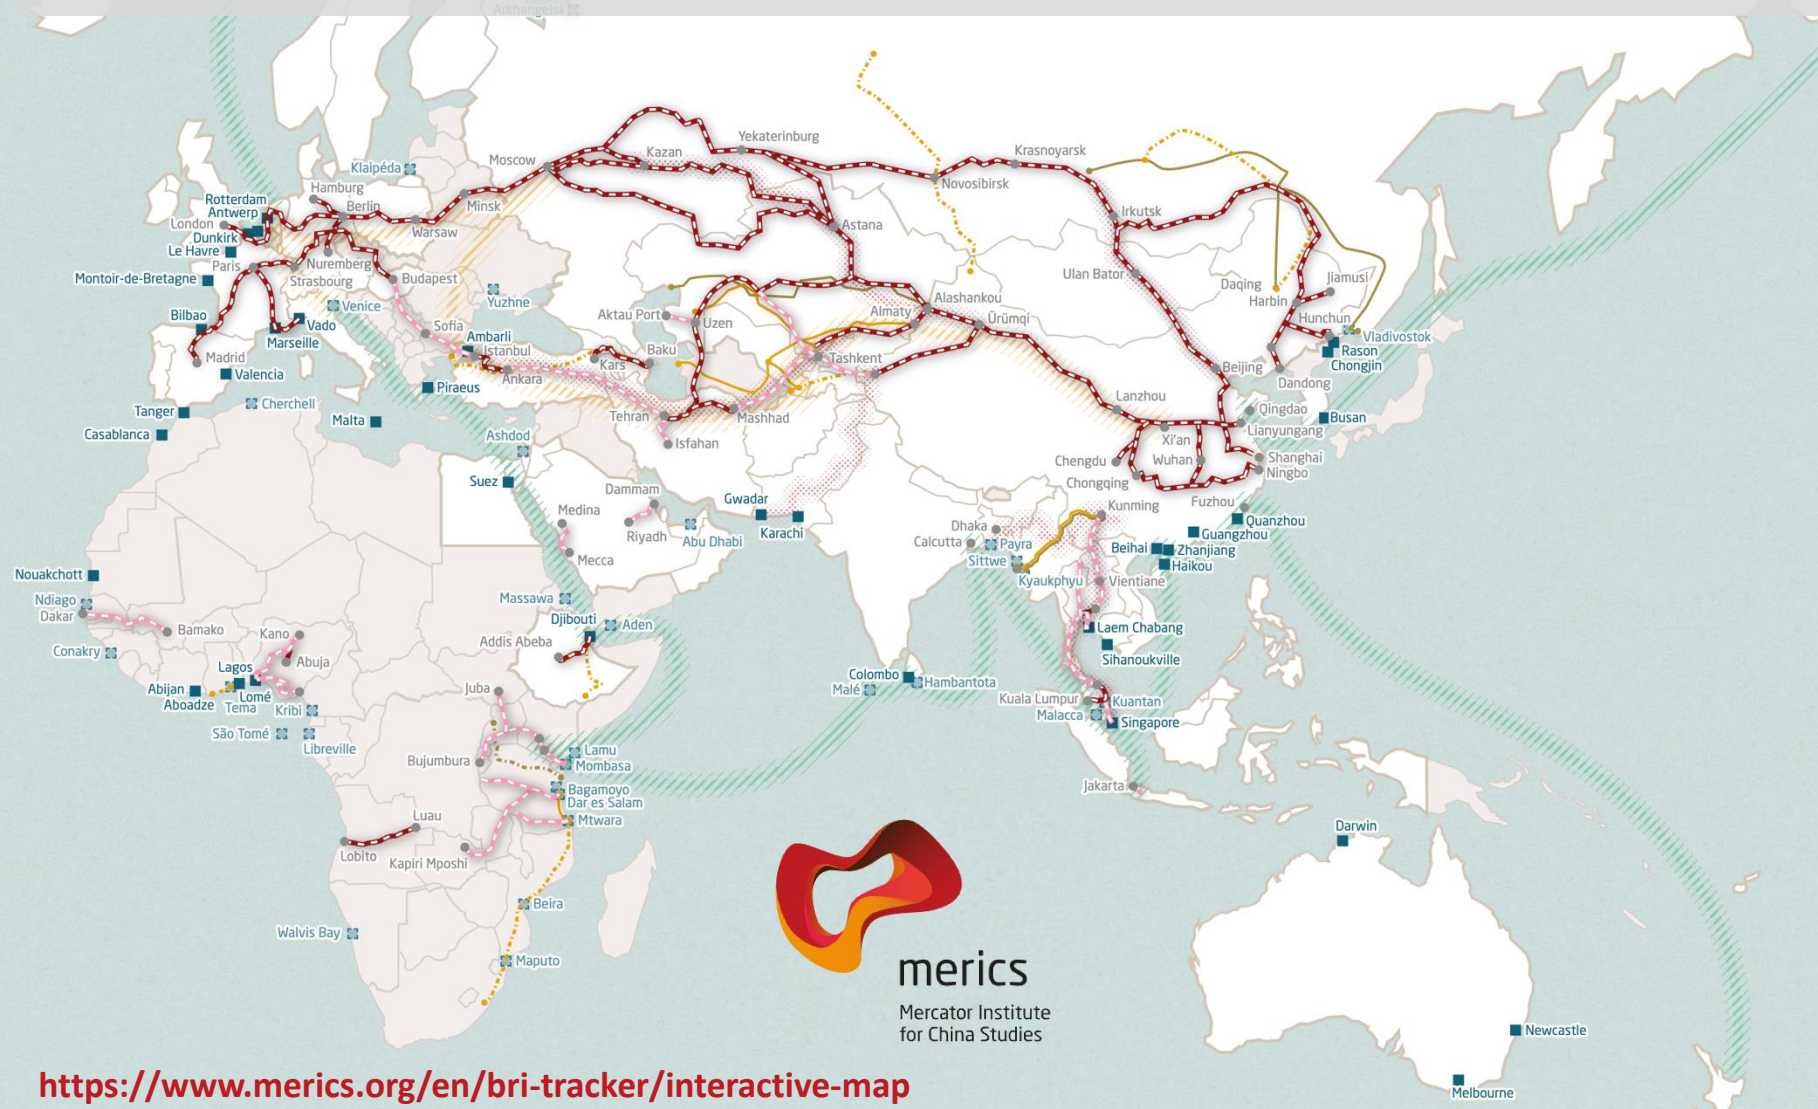 Arkhangelsk
Yekaterinburg
Kazan
Moscow
Krasnoyarsk
Klaipéda
Novosibirsk
Hamburg
Rotterdam
Antwerp
Berlin
Minsk
Irkutsk
London
Dunkirk
Warsaw
Astana
Le Havre
Paris
Nuremberg
Ulan Bator
Montoir-de-Bretagne
Strasbourg
Budapest
Daqing
Jiamusi
Harbin
Yuzhne
Alashankou
Venice
Bilbao
Aktau Port
Almaty
Ürümqi
Hunchun
Vado
Sofia
Uzen
Vladivostok
Marseille
Ambarli
Istanbul
Baku
Rason
Madrid
Kars
Tashkent
Chongjin
Valencia
Ankara
Beijing
Dandong
Piraeus
Cherchell
Lanzhou
Tanger
Malta
Tehran
Mashhad
Qingdao
Busan
Casablanca
Ashdod
Isfahan
Xi'an
Lianyungang
Suez
Chengdu
Wuhan
Shanghai
Ningbo
Chongqing
Dammam
Gwadar
Fuzhou
Medina
Kunming
Riyadh
Abu Dhabi
Karachi
Dhaka
Quanzhou
Calcutta
Payra
Guangzhou
Mecca
Sittwe
Beihai
Zhanjiang
Haikou
Nouakchott
Kyaukphyu
Vientiane
Ndiago
Massawa
Dakar
Djibouti
Aden
Bamako
Kano
Addis Abeba
Laem Chabang
Conakry
Abuja
Sihanoukville
Lagos
Colombo
Hambantota
Abijan
Lomé
Juba
Malé
Aboadze
Tema
Kribi
Kuala Lumpur
Kuantan
Malacca
Singapore
São Tomé
Libreville
Lamu
Bujumbura
Mombasa
Bagamoyo
Jakarta
Dar es Salam
Luau
Mtwara
Darwin
Lobito
Kapiri Mposhi
Beira
Walvis Bay
Maputo
merics
Mercator Institute
for China Studies
Newcastle
https://www.merics.org/en/bri-tracker/interactive-map
Melbourne